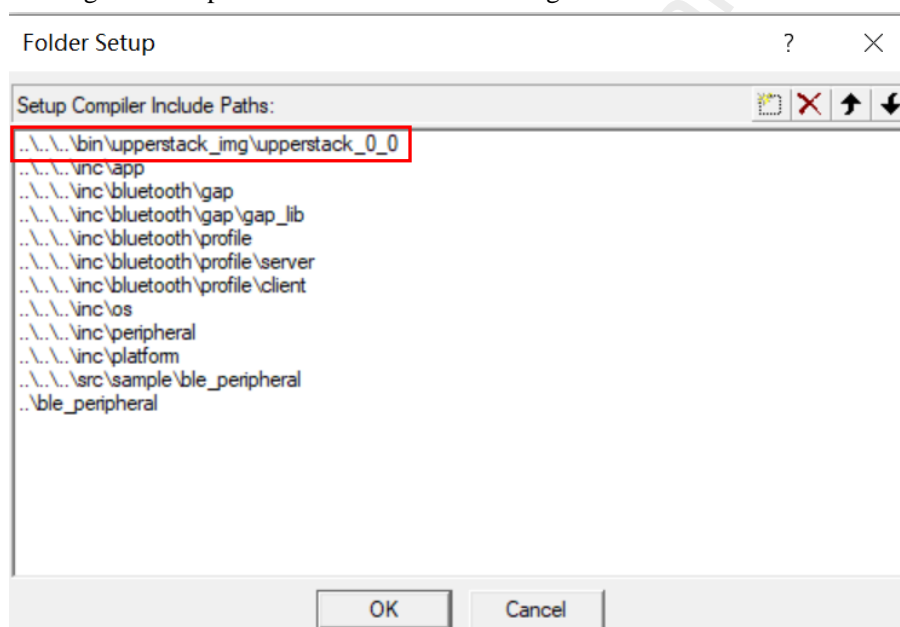 Folder Setup
?
Setup Compiler Include Paths:
..\..\..\bin\upperstack_img\upperstack_0_0
..\..\..\inc\app
..\..\..\inc\bluetooth\gap
..\..\..\inc\bluetooth\gap\gap_lib
..\..\..\inc\bluetooth\profile
..\..\..\inc\bluetooth\profile\server
..\..\..\inc\bluetooth\profile\client
..\..\..\inc\os
..\..\..\inc\peripheral
..\..\..\inc\platform
..\..\..\src\sample\ble_peripheral
..\ble_peripheral
OK
Cancel